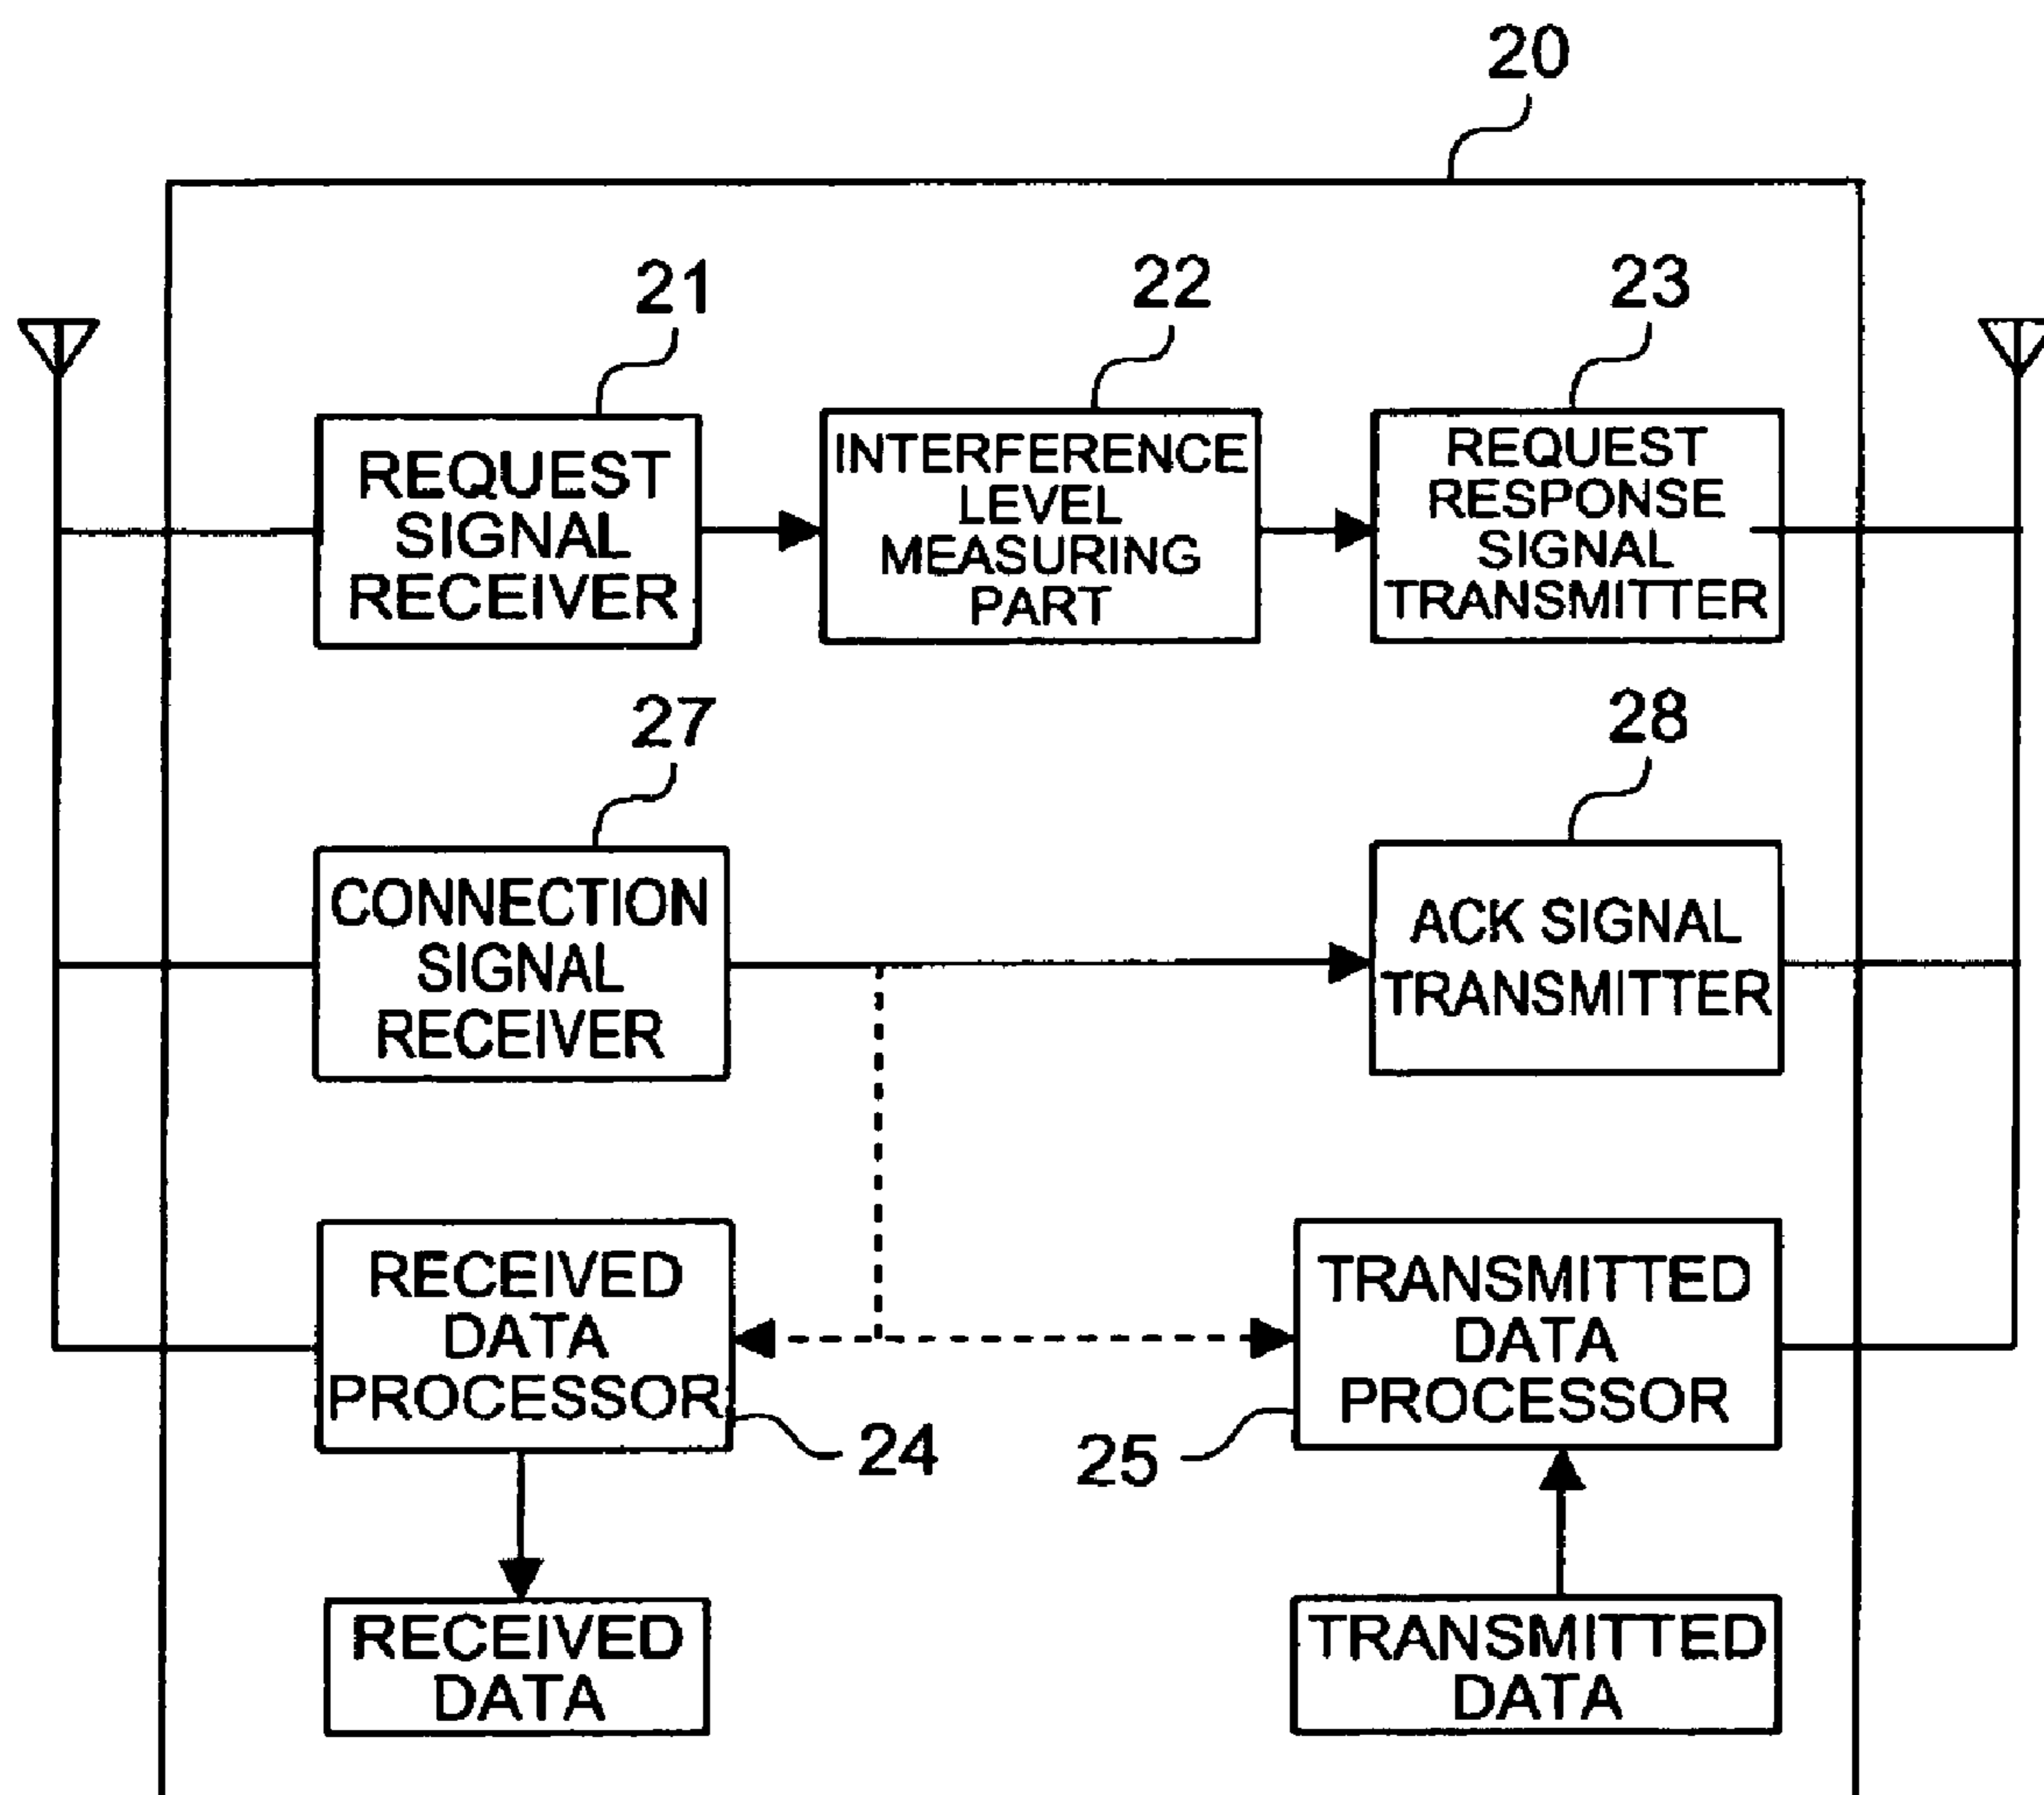 20
21
22
23
REQUEST
SIGNAL
RECEIVER
INTERFERENCE
LEVEL
MEASURING
PART
REQUEST
RESPONSE
SIGNAL
TRANSMITTER
27
28
CONNECTION
SIGNAL
RECEIVER
ACK SIGNAL
TRANSMITTER
RECEIVED
DATA
PROCESSOR
24
TRANSMITTED
DATA
PROCESSOR
25
RECEIVED
DATA
TRANSMITTED
DATA